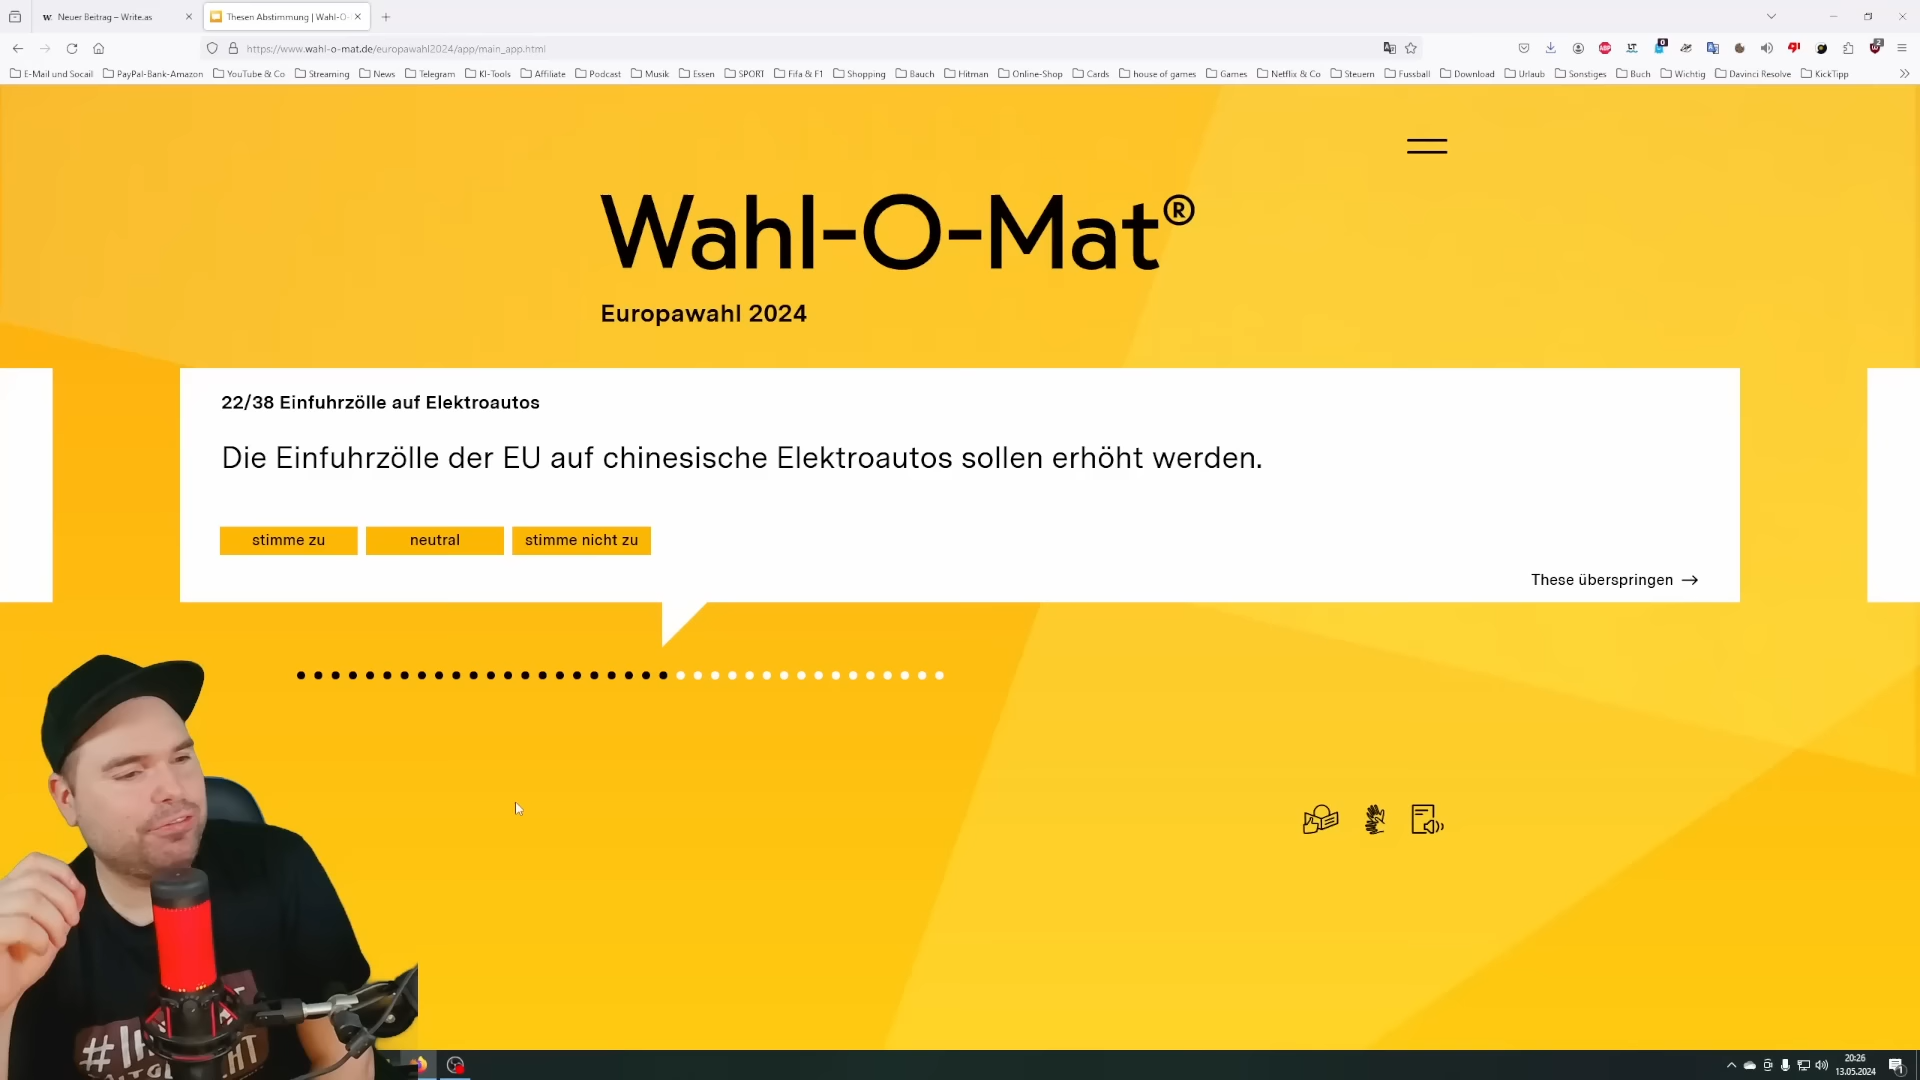 w. Neuer Beitrag – Write.as
Thesen Abstimmung | Wahl-O-
https://www.wahl-o-mat.de/europawahl2024/app/main_app.html
E-Mail und Socail PayPal-Bank-Amazon YouTube & Co Streaming News Telegram KI-Tools Affiliate Podcast Musik Essen SPORT Fifa & F1 Shopping Bauch Hitman Online-Shop Cards house of games Games Netflix & Co Steuern Fussball Download Urlaub Sonstiges Buch Wichtig Davinci Resolve KickTipp
Wahl-O-Mat®
Europawahl 2024
22/38 Einfuhrzölle auf Elektroautos
Die Einfuhrzölle der EU auf chinesische Elektroautos sollen erhöht werden.
stimme zu neutral stimme nicht zu
These überspringen →
20:26
13.05.2024